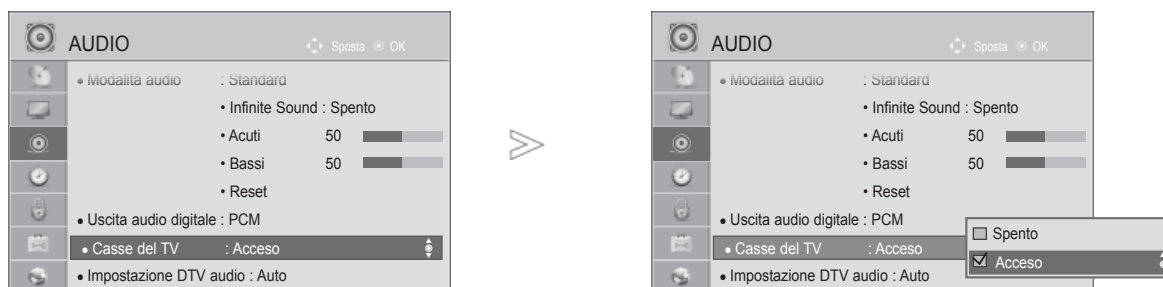 AUDIO
Sposta OK
• Modalità audio : Standard
• Infinite Sound : Spento
• Acuti 50
• Bassi 50
• Reset
• Uscita audio digitale : PCM
• Casse del TV : Acceso
• Impostazione DTV audio : Auto
AUDIO
Sposta OK
• Modalità audio : Standard
• Infinite Sound : Spento
• Acuti 50
• Bassi 50
• Reset
• Uscita audio digitale : PCM
• Casse del TV : Acceso
• Impostazione DTV audio : Auto
Spento
Acceso